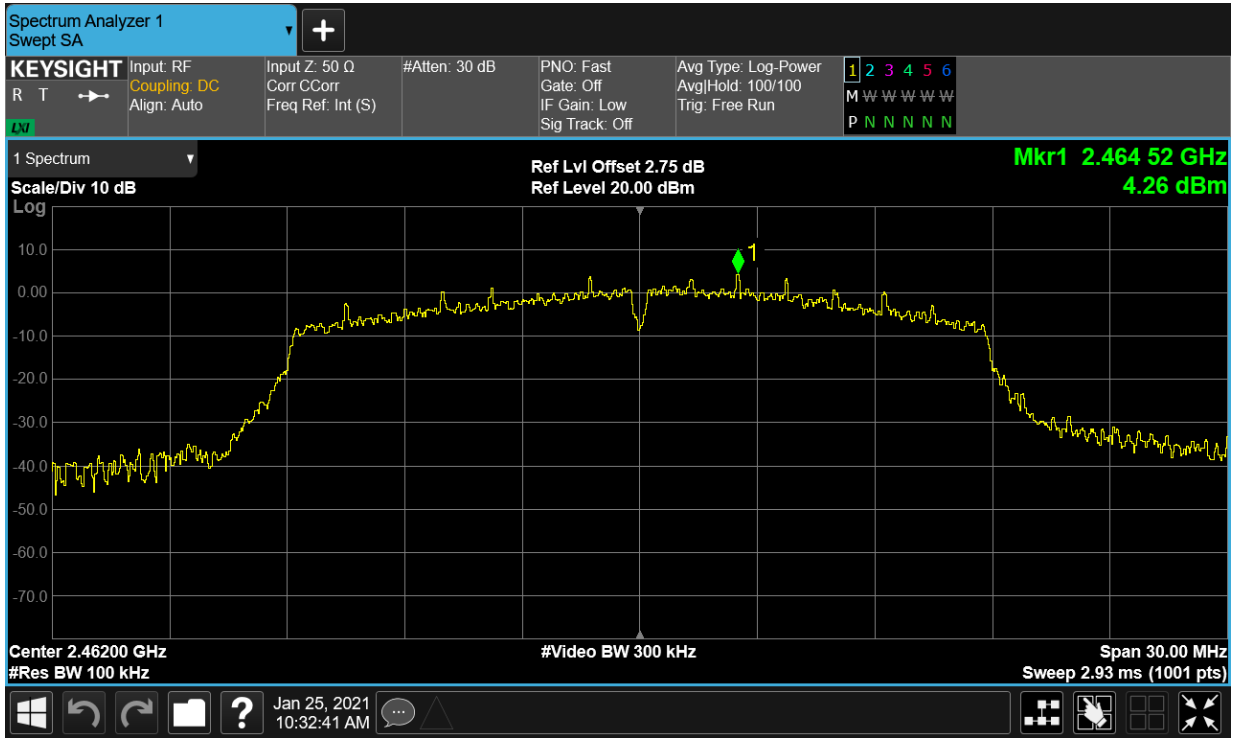 Spectrum Analyzer 1
Swept SA
+
KEYSIGHT
R T
LXI
Input: RF
Coupling: DC
Align: Auto
Input Z: 50 Ω
Corr CCorr
Freq Ref: Int (S)
#Atten: 30 dB
PNO: Fast
Gate: Off
IF Gain: Low
Sig Track: Off
Avg Type: Log-Power
Avg|Hold: 100/100
Trig: Free Run
1 2 3 4 5 6
M W W W W W
P N N N N N
1 Spectrum
Scale/Div 10 dB
Log
Ref Lvl Offset 2.75 dB
Ref Level 20.00 dBm
Mkr1 2.464 52 GHz
4.26 dBm
1
10.0
0.00
-10.0
-20.0
-30.0
-40.0
-50.0
-60.0
-70.0
Center 2.46200 GHz
#Video BW 300 kHz
Span 30.00 MHz
#Res BW 100 kHz
Sweep 2.93 ms (1001 pts)
?
Jan 25, 2021
10:32:41 AM